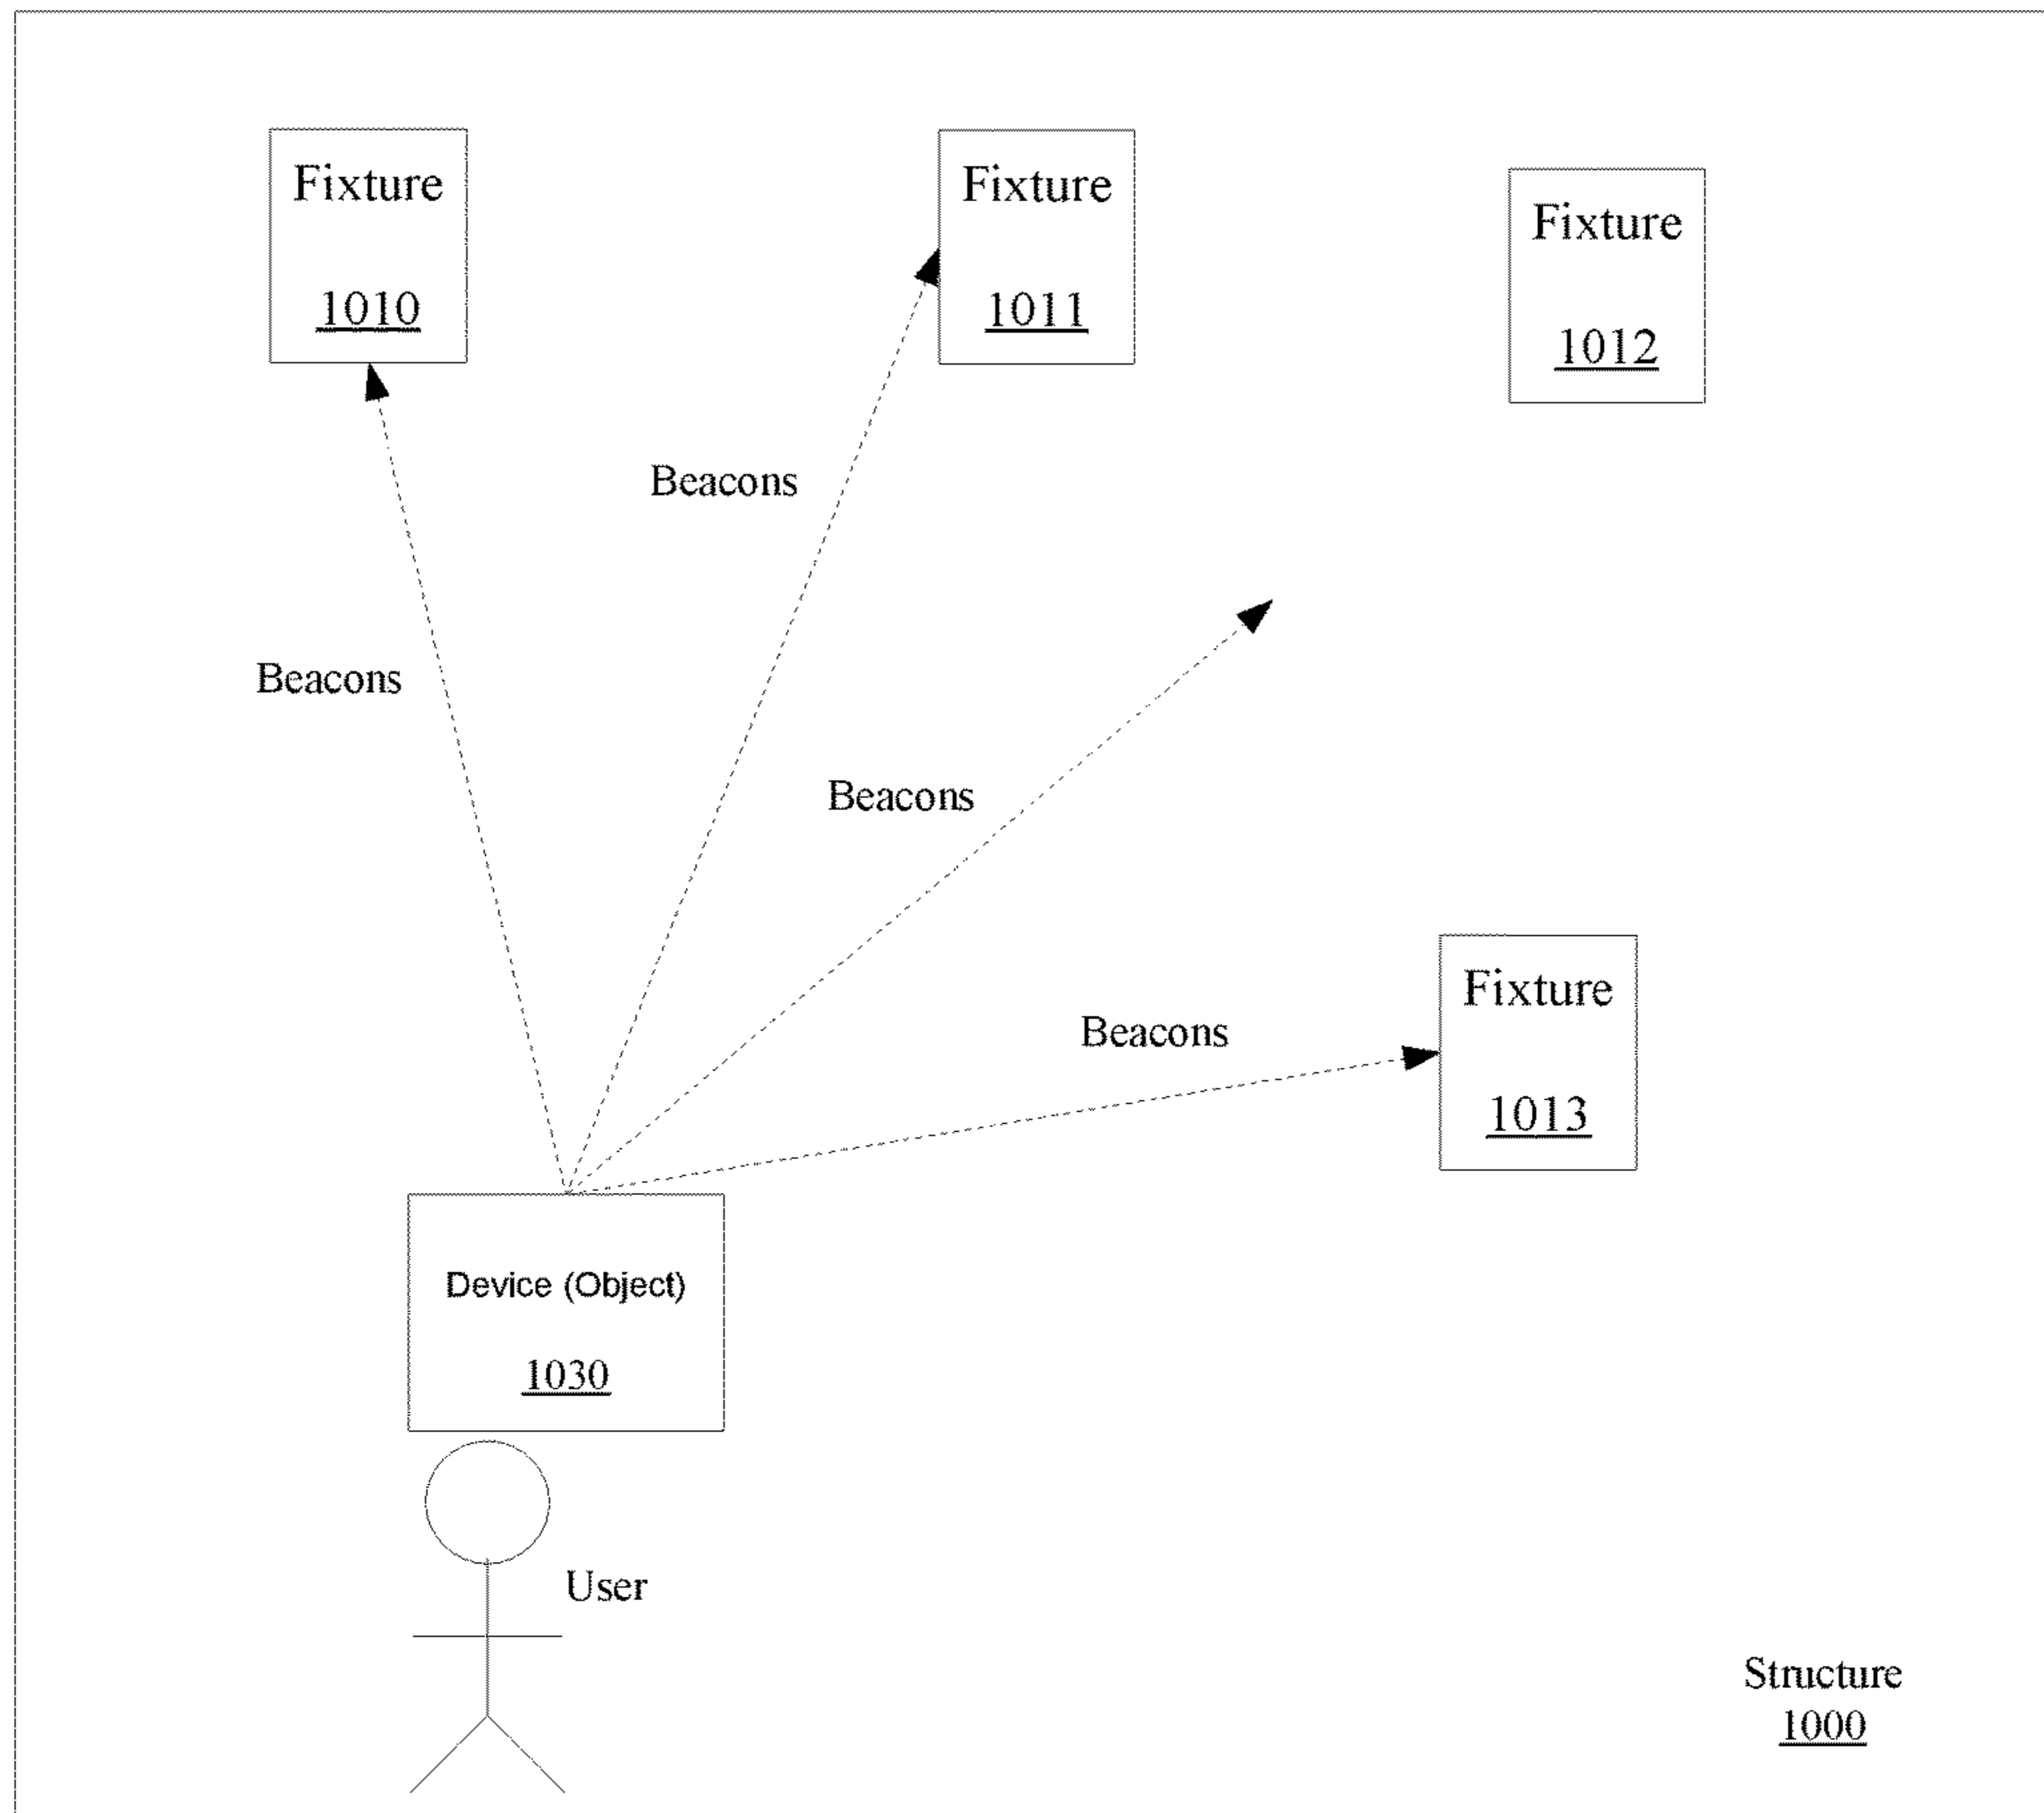 Fixture
1010
Fixture
1011
Fixture
1012
Beacons
Beacons
Beacons
Beacons
Fixture
1013
Device (Object)
1030
User
Structure
1000